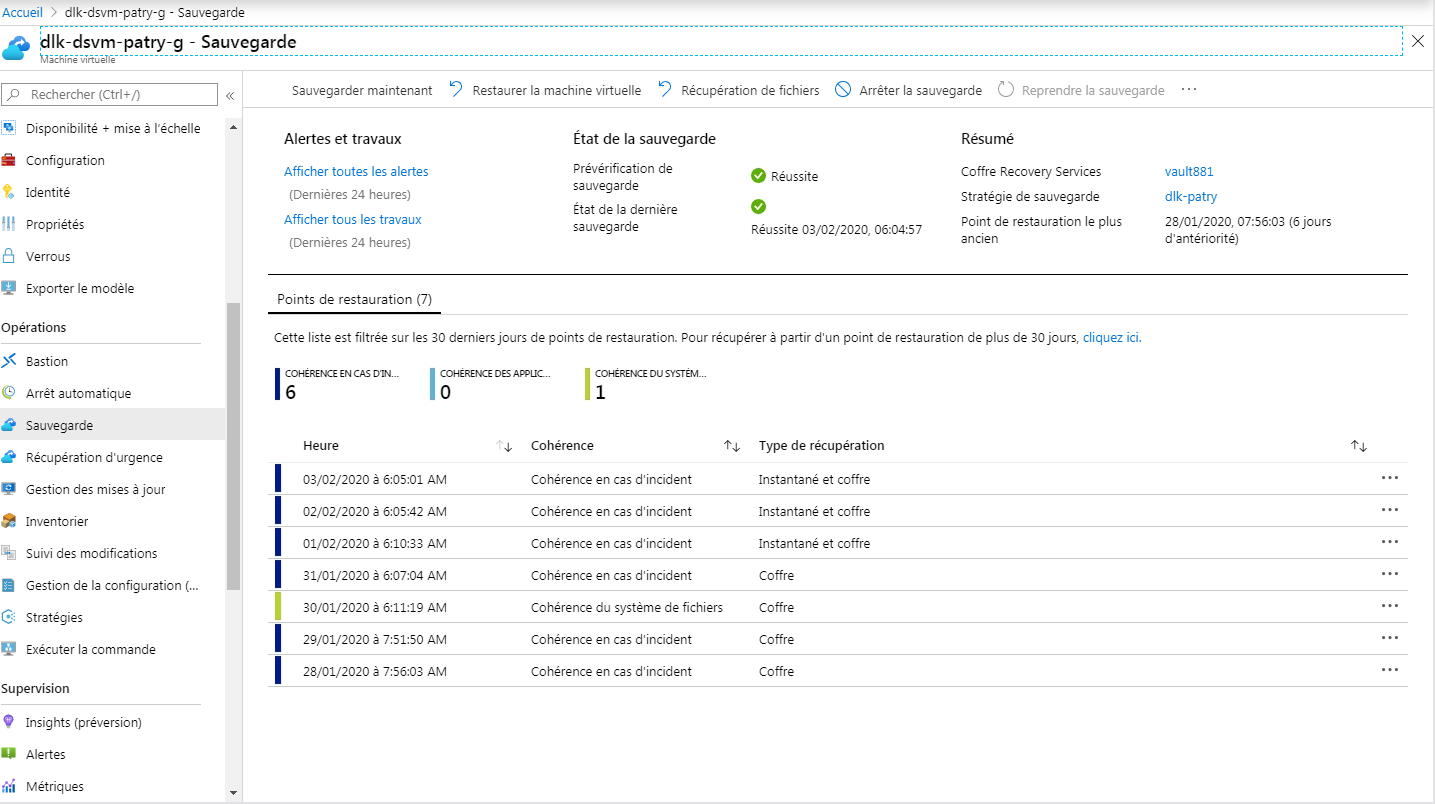 Accueil > dlk-dsvm-patry-g - Sauvegarde
dlk-dsvm-patry-g - Sauvegarde
Machine virtuelle
Rechercher (Ctrl+/)
«
Disponibilité + mise à l'échelle
Configuration
Identité
Propriétés
Verrous
Exporter le modèle
Opérations
Bastion
Arrêt automatique
Sauvegarde
Récupération d'urgence
Gestion des mises à jour
Inventorier
Suivi des modifications
Gestion de la configuration (...
Stratégies
Exécuter la commande
Supervision
Insights (préversion)
Alertes
Métriques
Sauvegarder maintenant Restaurer la machine virtuelle Récupération de fichiers Arrêter la sauvegarde Reprendre la sauvegarde ...
Alertes et travaux
Afficher toutes les alertes
(Dernières 24 heures)
Afficher tous les travaux
(Dernières 24 heures)
État de la sauvegarde
Prévérification de
sauvegarde
Réussite
État de la dernière
sauvegarde
Réussite 03/02/2020, 06:04:57
Résumé
Coffre Recovery Services vault881
Stratégie de sauvegarde dlk-patry
Point de restauration le plus
ancien
28/01/2020, 07:56:03 (6 jours
d'antériorité)
Points de restauration (7)
Cette liste est filtrée sur les 30 derniers jours de points de restauration. Pour récupérer à partir d'un point de restauration de plus de 30 jours, cliquez ici.
COHÉRENCE EN CAS D'IN...
6
COHÉRENCE DES APPLIC...
0
COHÉRENCE DU SYSTÈM...
1
Heure Cohérence Type de récupération
03/02/2020 à 6:05:01 AM Cohérence en cas d'incident Instantané et coffre ...
02/02/2020 à 6:05:42 AM Cohérence en cas d'incident Instantané et coffre ...
01/02/2020 à 6:10:33 AM Cohérence en cas d'incident Instantané et coffre ...
31/01/2020 à 6:07:04 AM Cohérence en cas d'incident Coffre ...
30/01/2020 à 6:11:19 AM Cohérence du système de fichiers Coffre ...
29/01/2020 à 7:51:50 AM Cohérence en cas d'incident Coffre ...
28/01/2020 à 7:56:03 AM Cohérence en cas d'incident Coffre ...